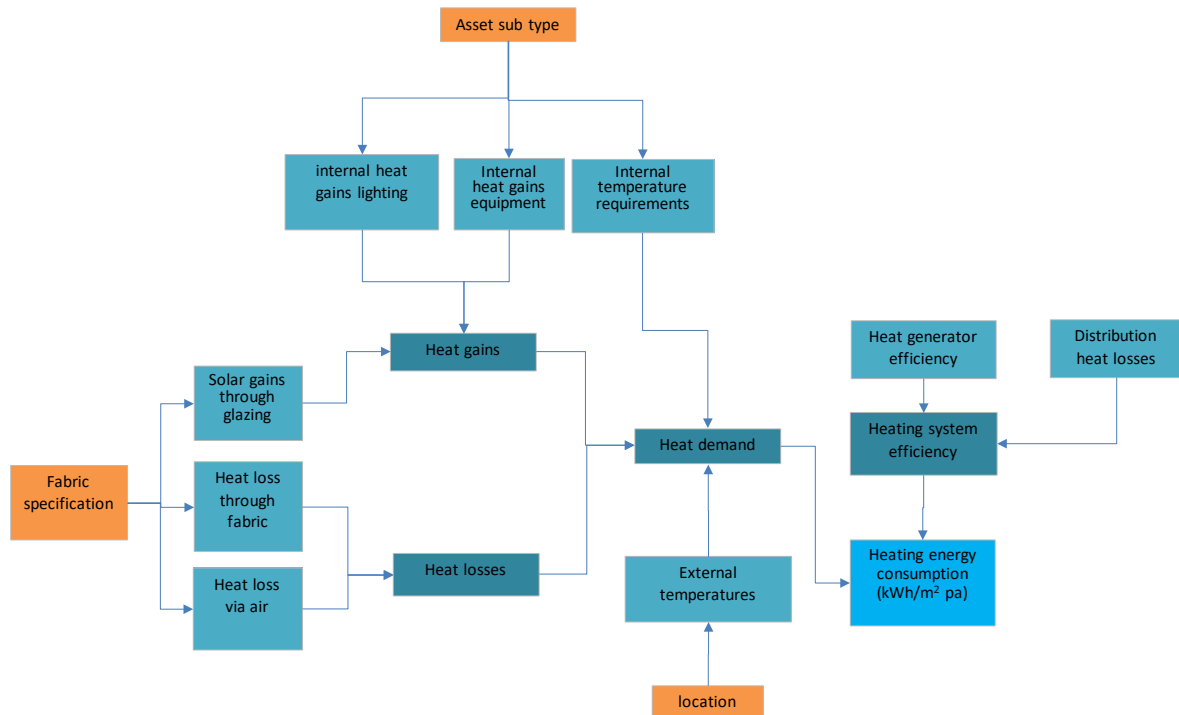 Asset sub type
internal heat
gains lighting
Internal
heat gains
equipment
Internal
temperature
requirements
Heat gains
Heat generator
efficiency
Distribution
heat losses
Solar gains
through
glazing
Heat demand
Heating system
efficiency
Fabric
specification
Heat loss
through
fabric
Heat losses
Heat loss
via air
External
temperatures
Heating energy
consumption
(kWh/m² pa)
location